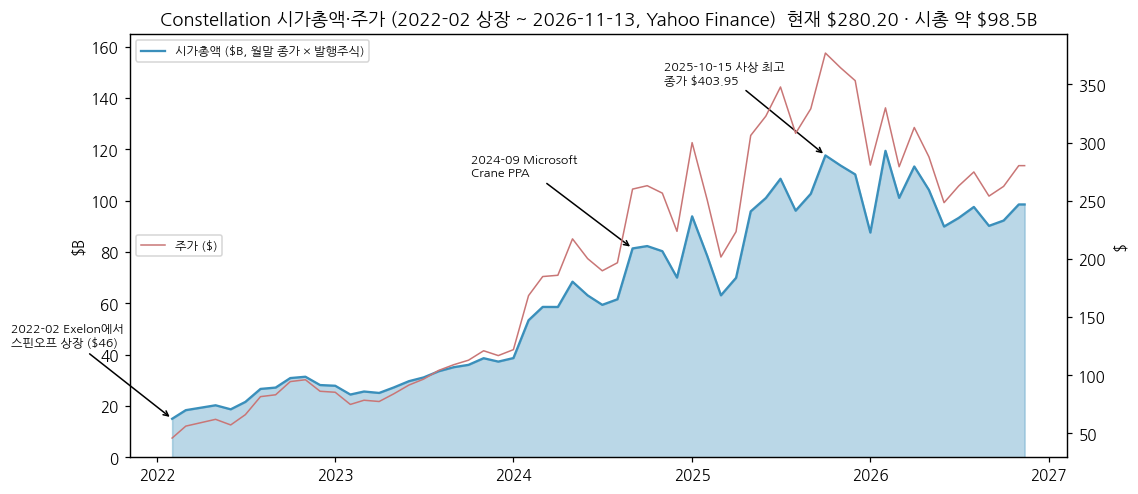 Constellation 시가총액·주가 (2022-02 상장 ~ 2026-11-13, Yahoo Finance)  현재 $280.20 · 시총 약 $98.5B
시가총액 ($B, 월말 종가 × 발행주식)
주가 ($)
2025-10-15 사상 최고
종가 $403.95
2024-09 Microsoft
Crane PPA
2022-02 Exelon에서
스핀오프 상장 ($46)
$B
160
140
120
100
80
60
40
20
0
350
300
250
200
150
100
50
$
2022
2023
2024
2025
2026
2027